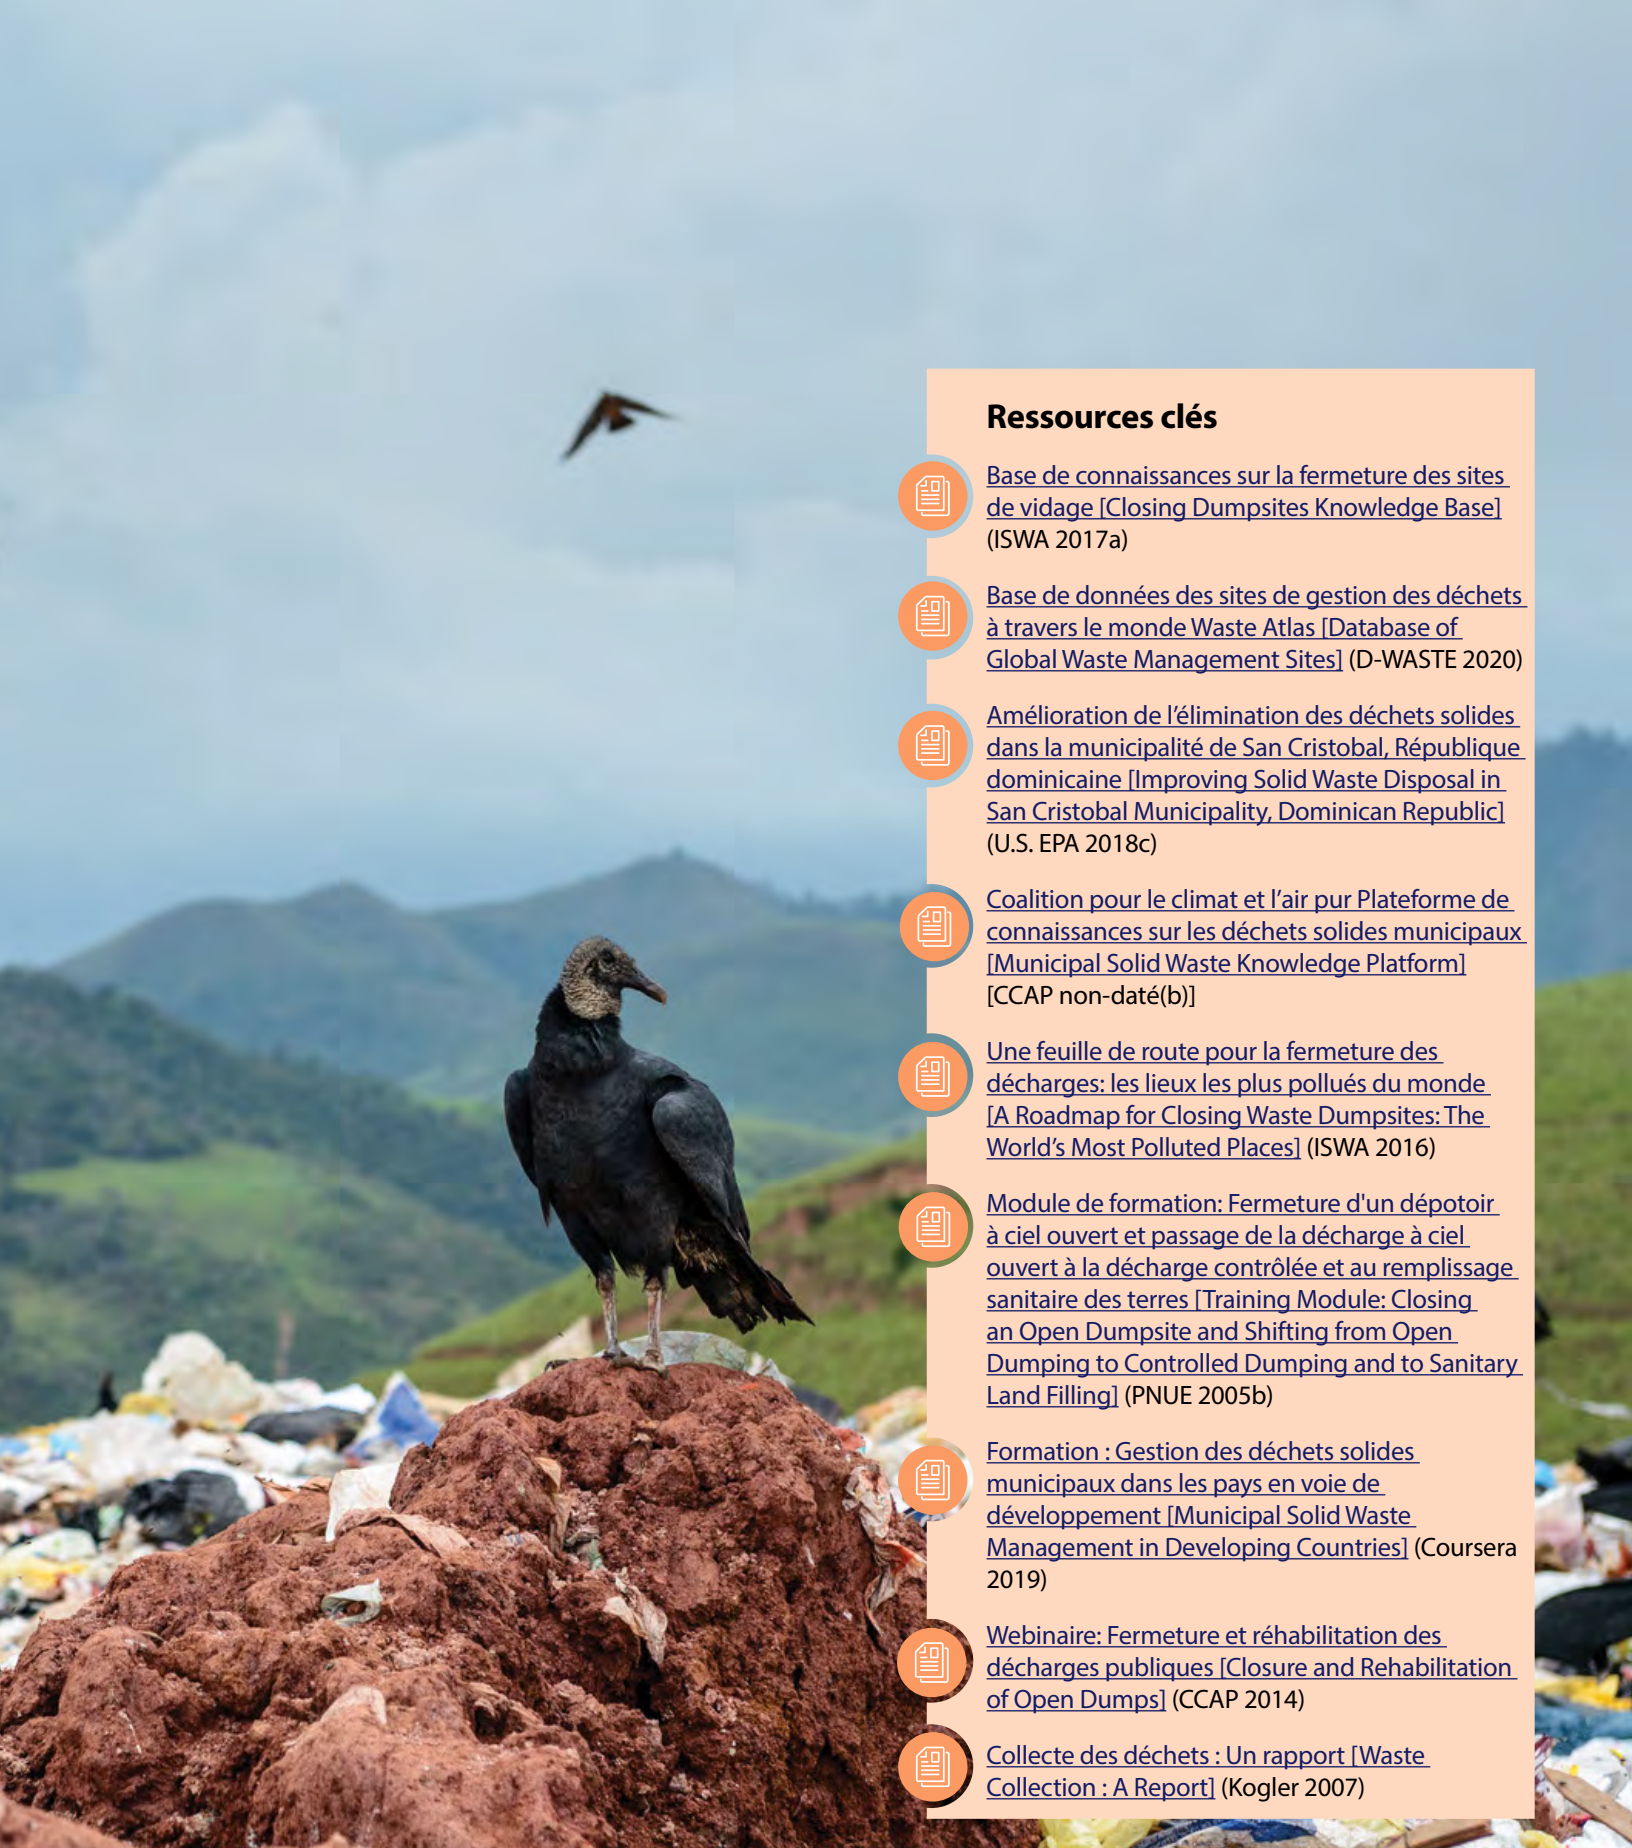 Ressources clés
Base de connaissances sur la fermeture des sites
de vidage [Closing Dumpsites Knowledge Base]
(ISWA 2017a)
Base de données des sites de gestion des déchets
à travers le monde Waste Atlas [Database of
Global Waste Management Sites] (D-WASTE 2020)
Amélioration de l’élimination des déchets solides
dans la municipalité de San Cristobal, République
dominicaine [Improving Solid Waste Disposal in
San Cristobal Municipality, Dominican Republic]
(U.S. EPA 2018c)
Coalition pour le climat et l’air pur Plateforme de
connaissances sur les déchets solides municipaux
[Municipal Solid Waste Knowledge Platform]
[CCAP non-daté(b)]
Une feuille de route pour la fermeture des
décharges: les lieux les plus pollués du monde
[A Roadmap for Closing Waste Dumpsites: The
World’s Most Polluted Places] (ISWA 2016)
Module de formation: Fermeture d'un dépotoir
à ciel ouvert et passage de la décharge à ciel
ouvert à la décharge contrôlée et au remplissage
sanitaire des terres [Training Module: Closing
an Open Dumpsite and Shifting from Open
Dumping to Controlled Dumping and to Sanitary
Land Filling] (PNUE 2005b)
Formation : Gestion des déchets solides
municipaux dans les pays en voie de
développement [Municipal Solid Waste
Management in Developing Countries] (Coursera
2019)
Webinaire: Fermeture et réhabilitation des
décharges publiques [Closure and Rehabilitation
of Open Dumps] (CCAP 2014)
Collecte des déchets : Un rapport [Waste
Collection : A Report] (Kogler 2007)